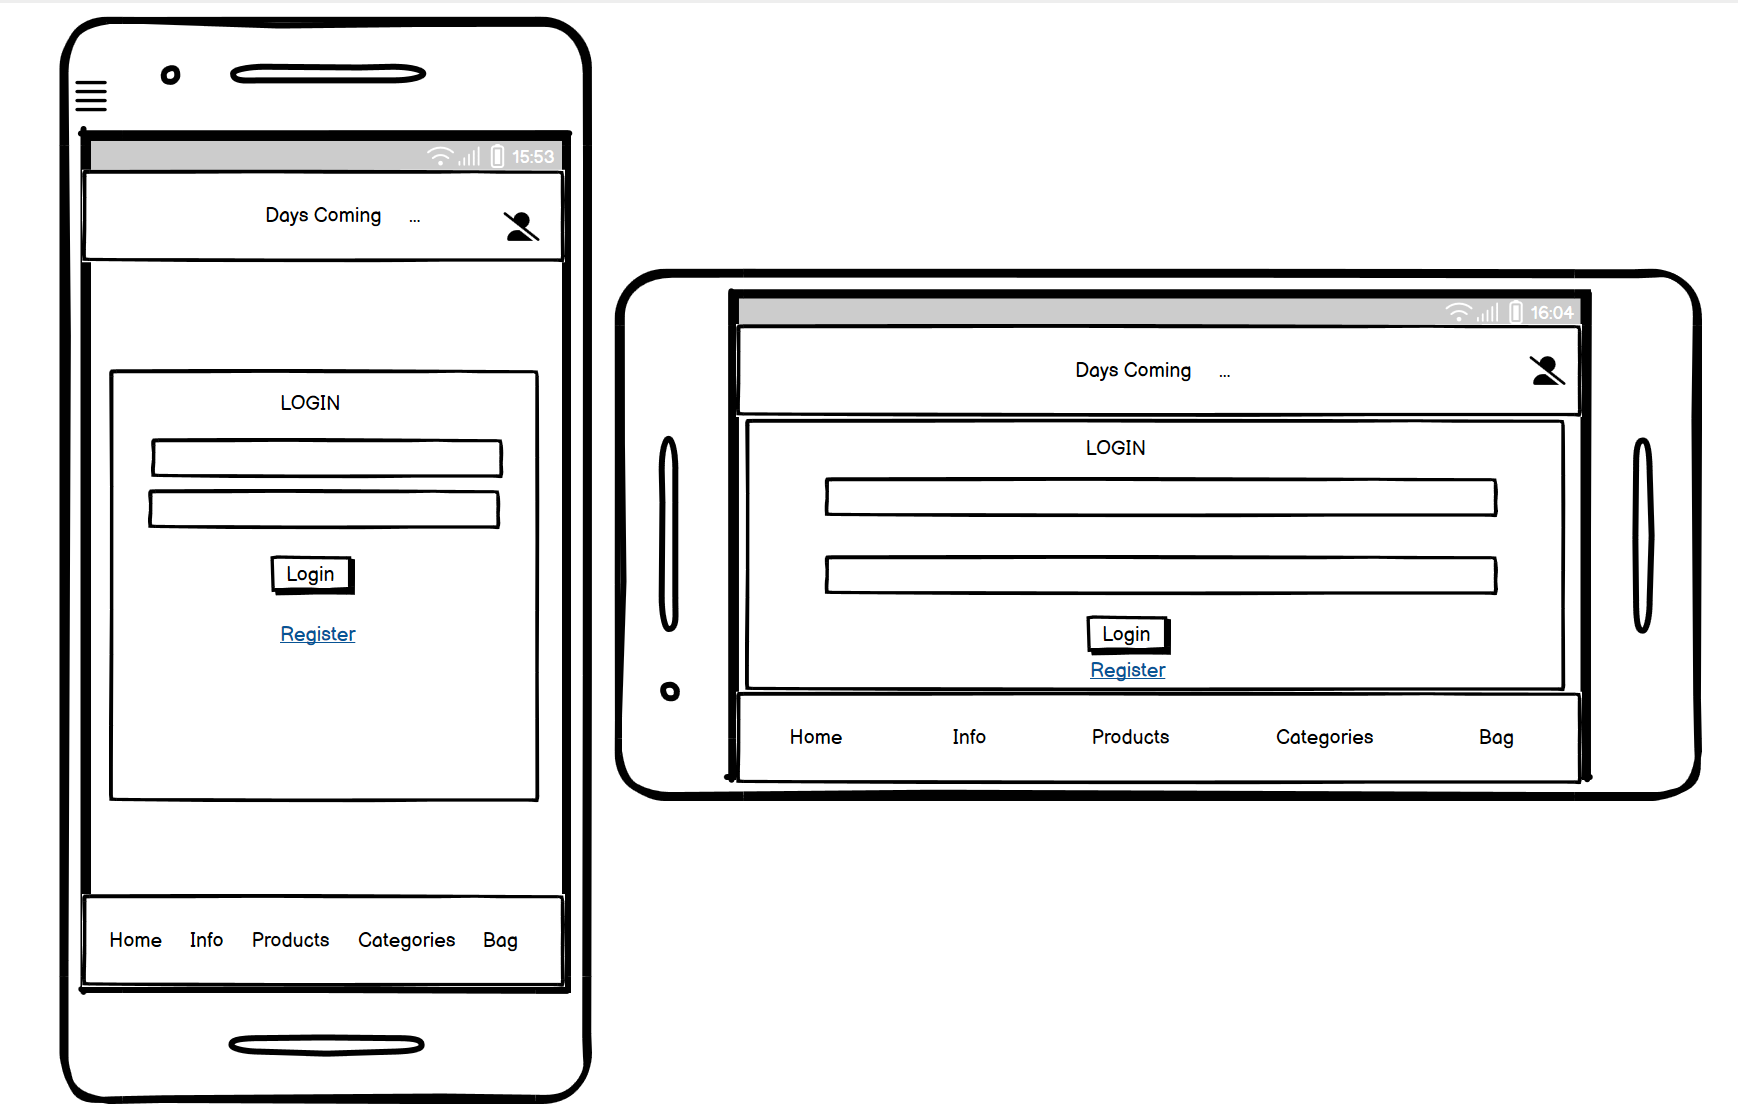 15:53
Days Coming ...
LOGIN
Login
Register
Home Info Products Categories Bag
16:04
Days Coming ...
LOGIN
Login
Register
Home Info Products Categories Bag